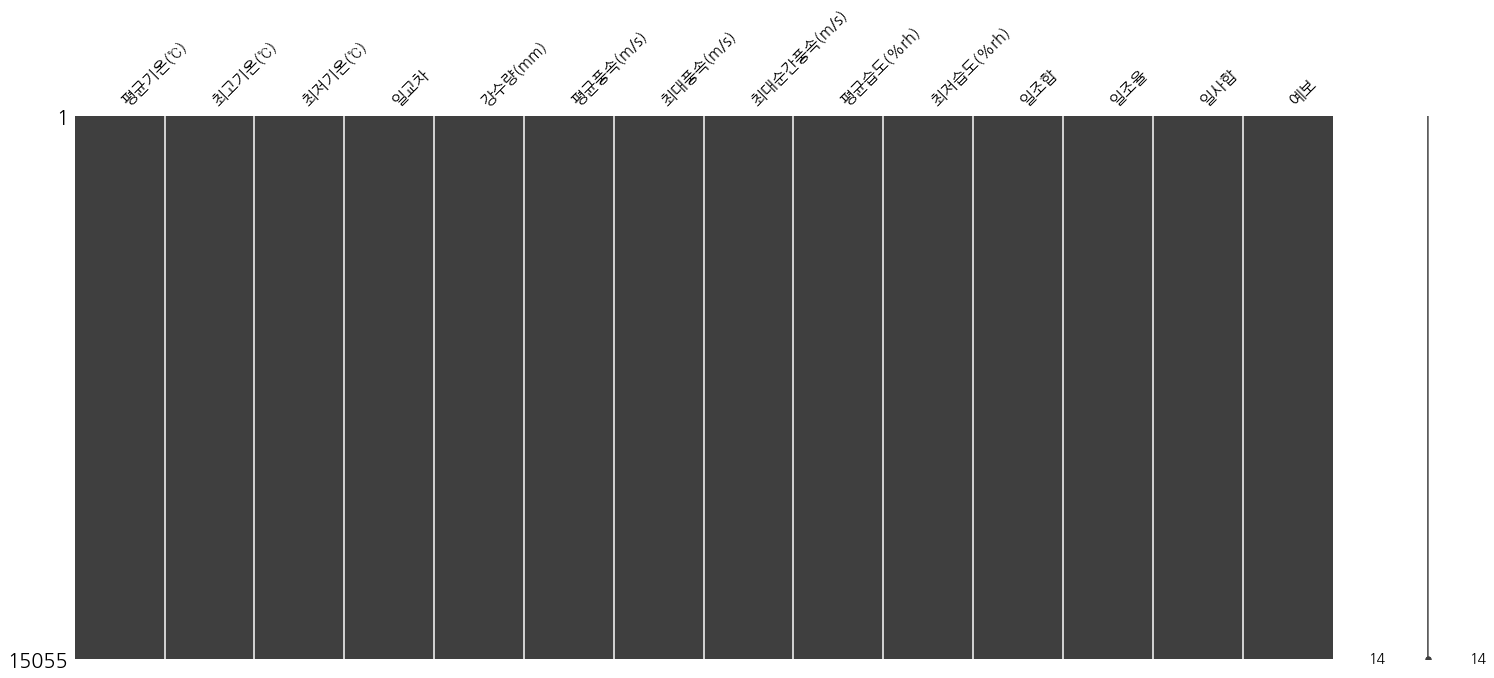 평균기온(℃)
최고기온(℃)
최저기온(℃)
일교차
강수량(mm)
평균풍속(m/s)
최대풍속(m/s)
최대순간풍속(m/s)
평균습도(%rh)
최저습도(%rh)
일조합
일조율
일사합
예보
1
15055
14
14